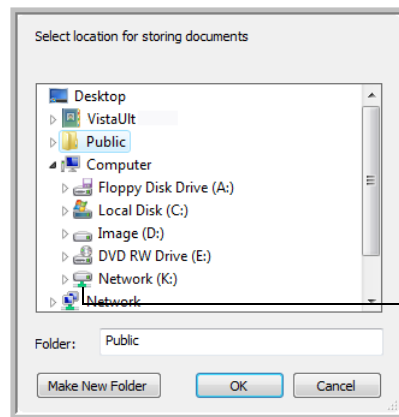 Select location for storing documents
Desktop
VistaUlt
Public
Computer
Floppy Disk Drive (A:)
Local Disk (C:)
Image (D:)
DVD RW Drive (E:)
Network (K:)
Network
Folder: Public
Make New Folder OK Cancel